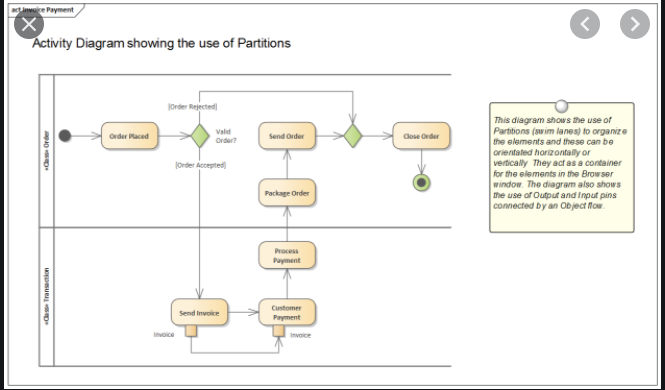 act Invoice Payment
Activity Diagram showing the use of Partitions
«Class» Order
[Order Rejected]
Order Placed
Valid
Order?
Send Order
Close Order
[Order Accepted]
Package Order
«Class» Transaction
Process
Payment
Send Invoice
Customer
Payment
Invoice
Invoice
This diagram shows the use of
Partitions (swim lanes) to organize
the elements and these can be
orientated horizontally or
vertically They act as a container
for the elements in the Browser
window. The diagram also shows
the use of Output and Input pins
connected by an Object flow.